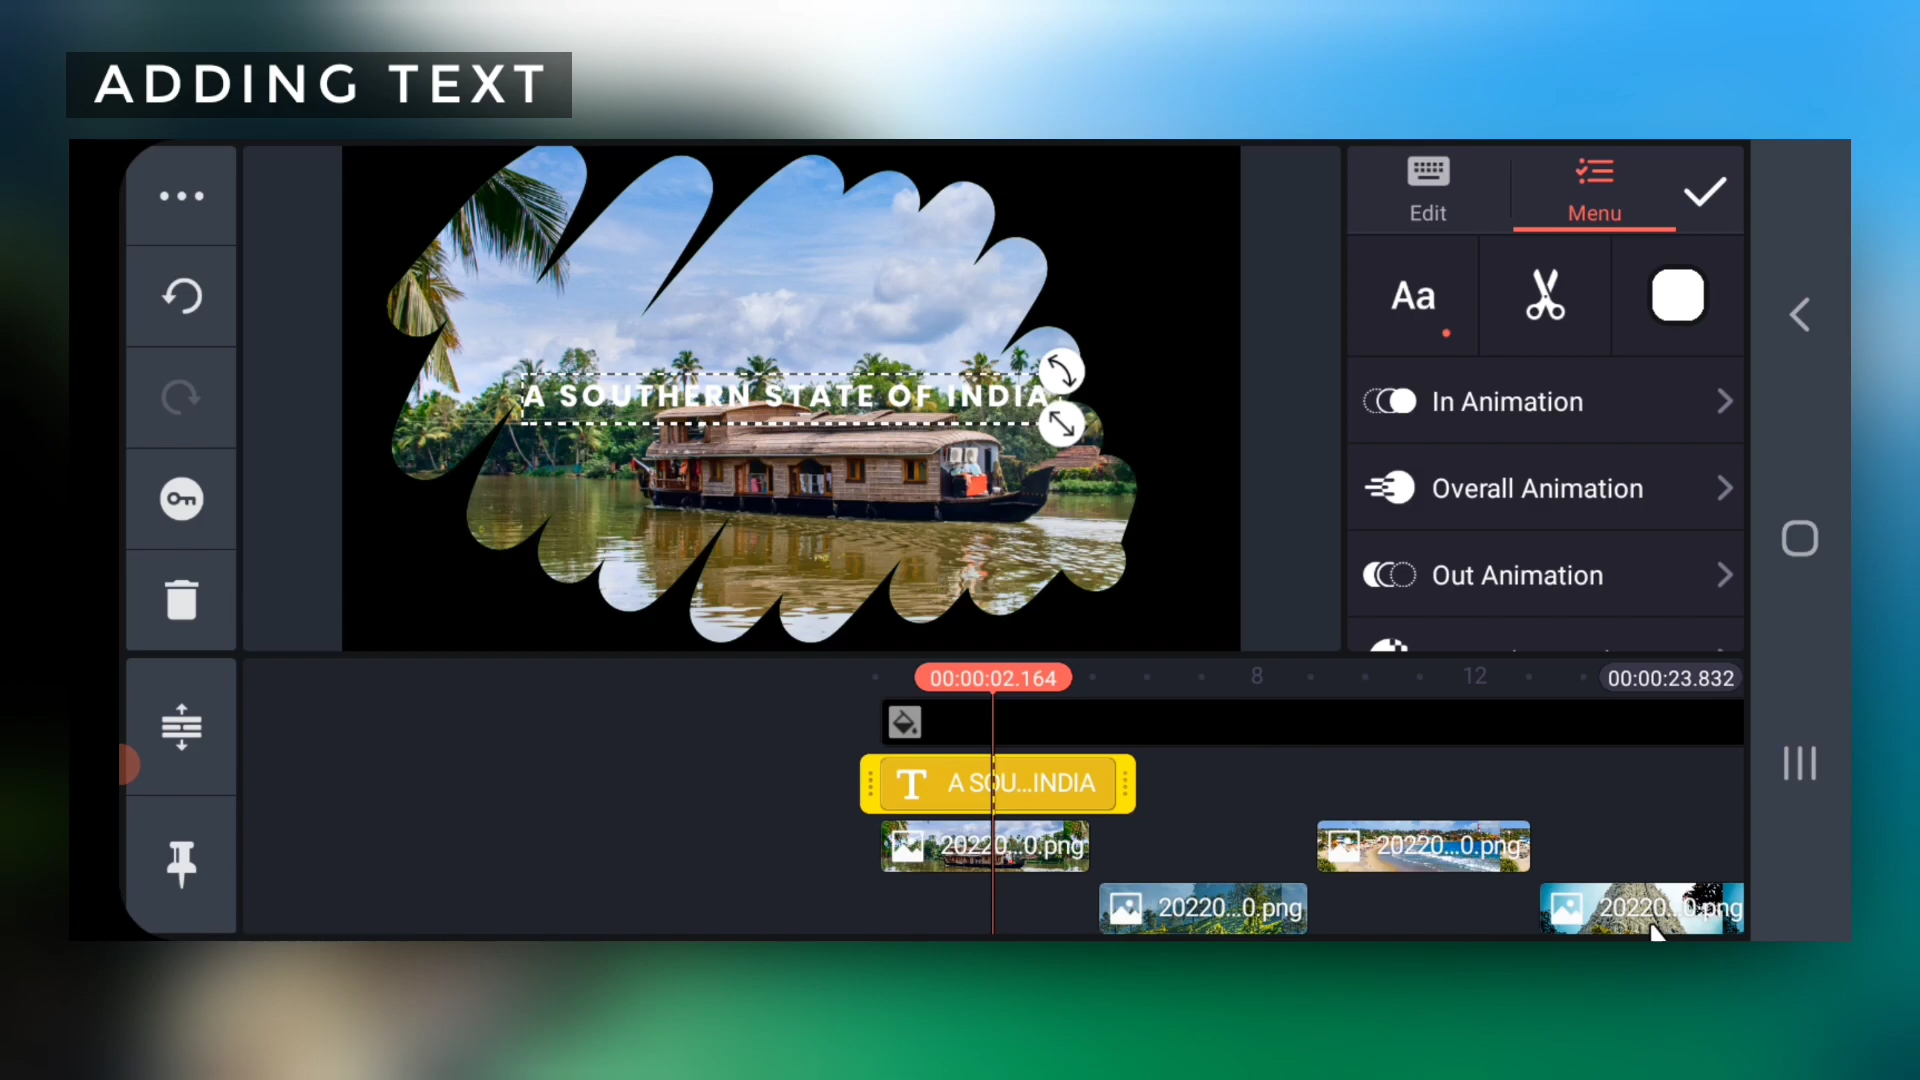 ADDING TEXT
Edit
Menu
Aa
A SOUTHERN STATE OF INDIA
In Animation
Overall Animation
Out Animation
00:00:02.164
8
12
00:00:23.832
T A SOU...INDIA
20220...0.png
20220...0.png
20220...0.png
20220...0.png